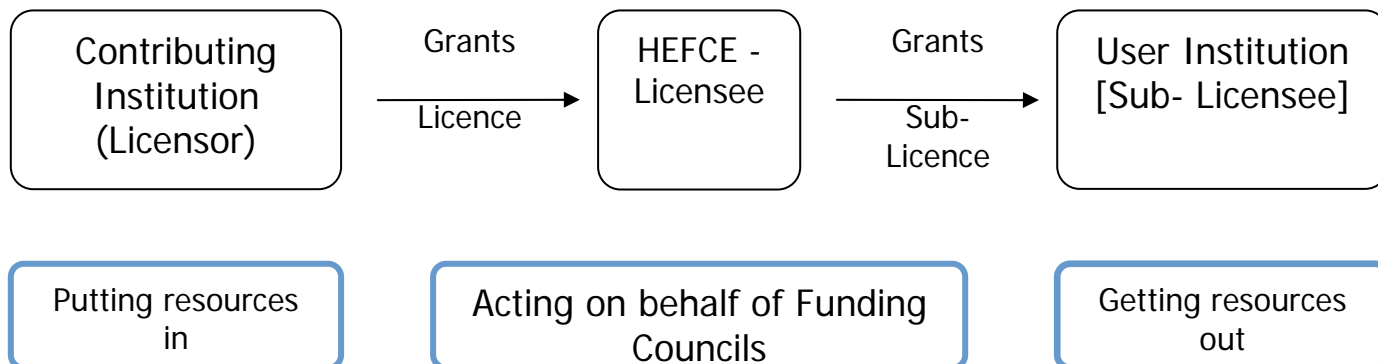 Contributing
Institution
(Licensor)
Grants
Licence
HEFCE -
Licensee
Grants
Sub-
Licence
User Institution
[Sub- Licensee]
Putting resources
in
Acting on behalf of Funding
Councils
Getting resources
out